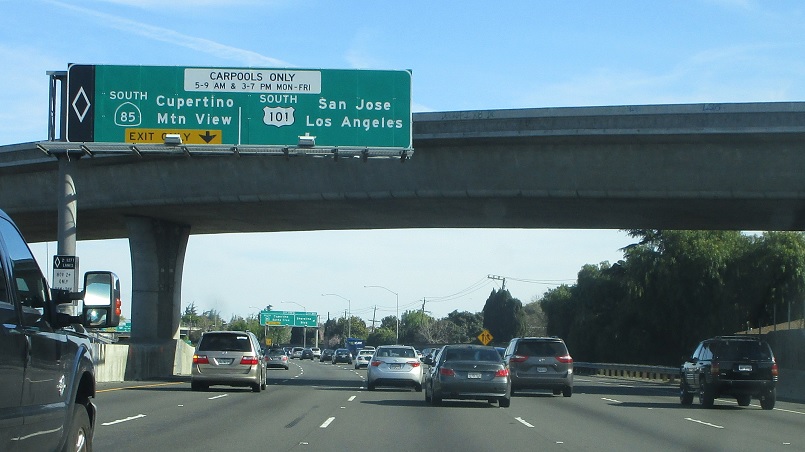 CARPOOLS ONLY
5-9 AM & 3-7 PM MON-FRI
SOUTH
85
Cupertino
Mtn View
EXIT ONLY
SOUTH
101
San Jose
Los Angeles